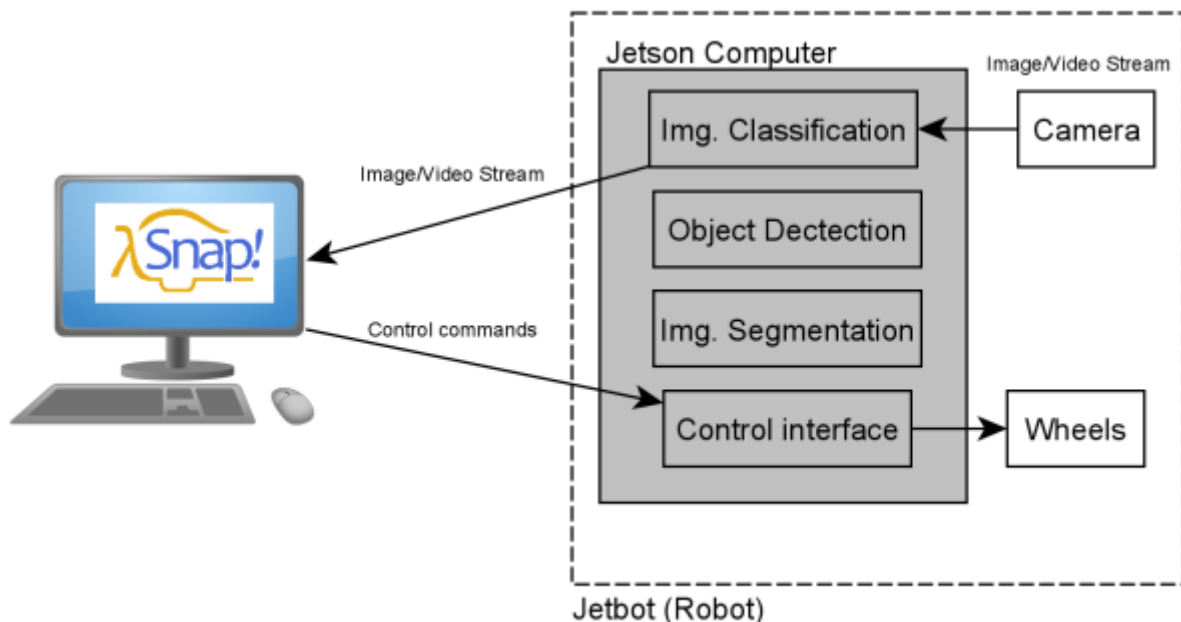 Jetson Computer
Image/Video Stream
Img. Classification
Camera
Image/Video Stream
Object Dectection
λSnap!
Img. Segmentation
Control commands
Control interface
Wheels
Jetbot (Robot)